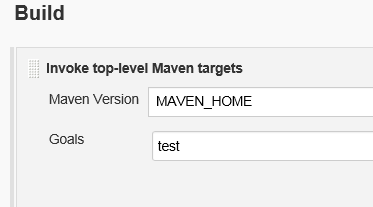 Build
Invoke top-level Maven targets
Maven Version MAVEN_HOME
Goals test